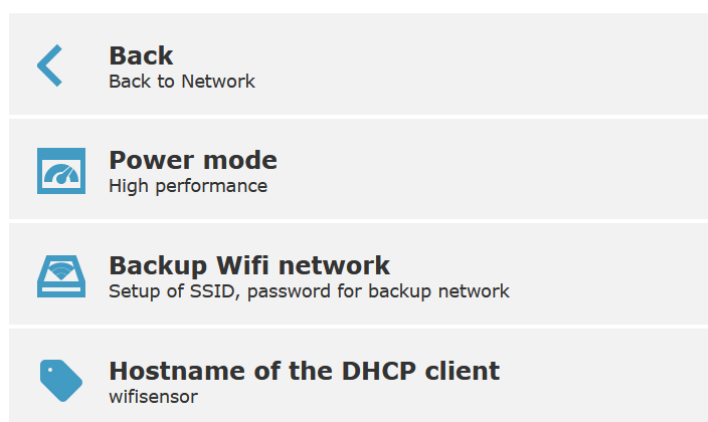 Back
Back to Network
Power mode
High performance
Backup Wifi network
Setup of SSID, password for backup network
Hostname of the DHCP client
wifisensor